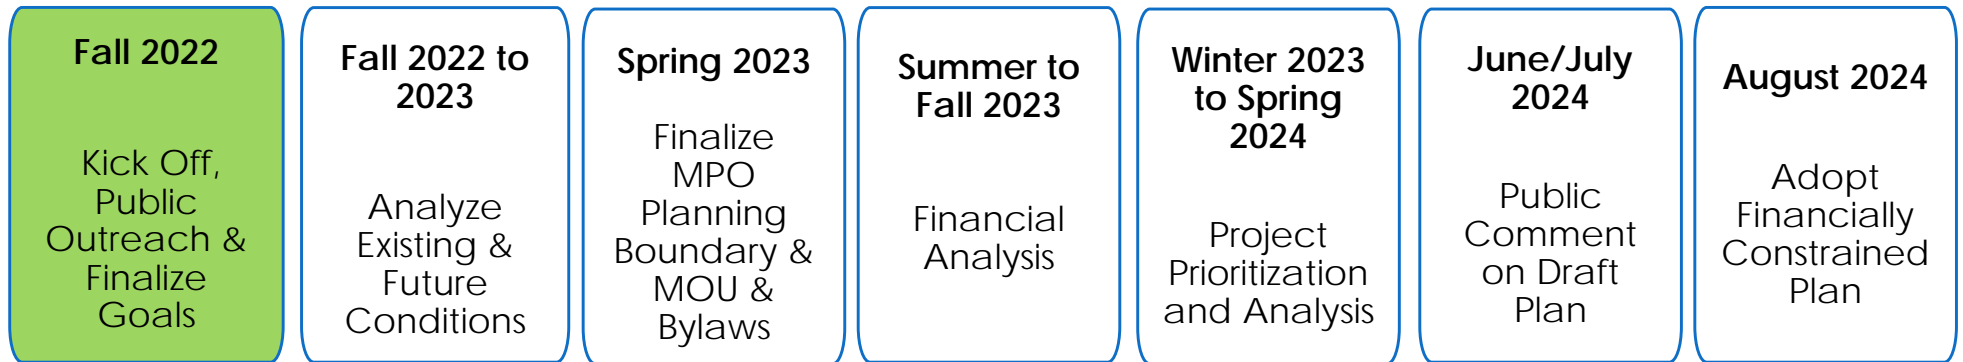 Fall 2022
Kick Off,
Public
Outreach &
Finalize
Goals
Fall 2022 to
2023
Analyze
Existing &
Future
Conditions
Spring 2023
Finalize
MPO
Planning
Boundary &
MOU &
Bylaws
Summer to
Fall 2023
Financial
Analysis
Winter 2023
to Spring
2024
Project
Prioritization
and Analysis
June/July
2024
Public
Comment
on Draft
Plan
August 2024
Adopt
Financially
Constrained
Plan